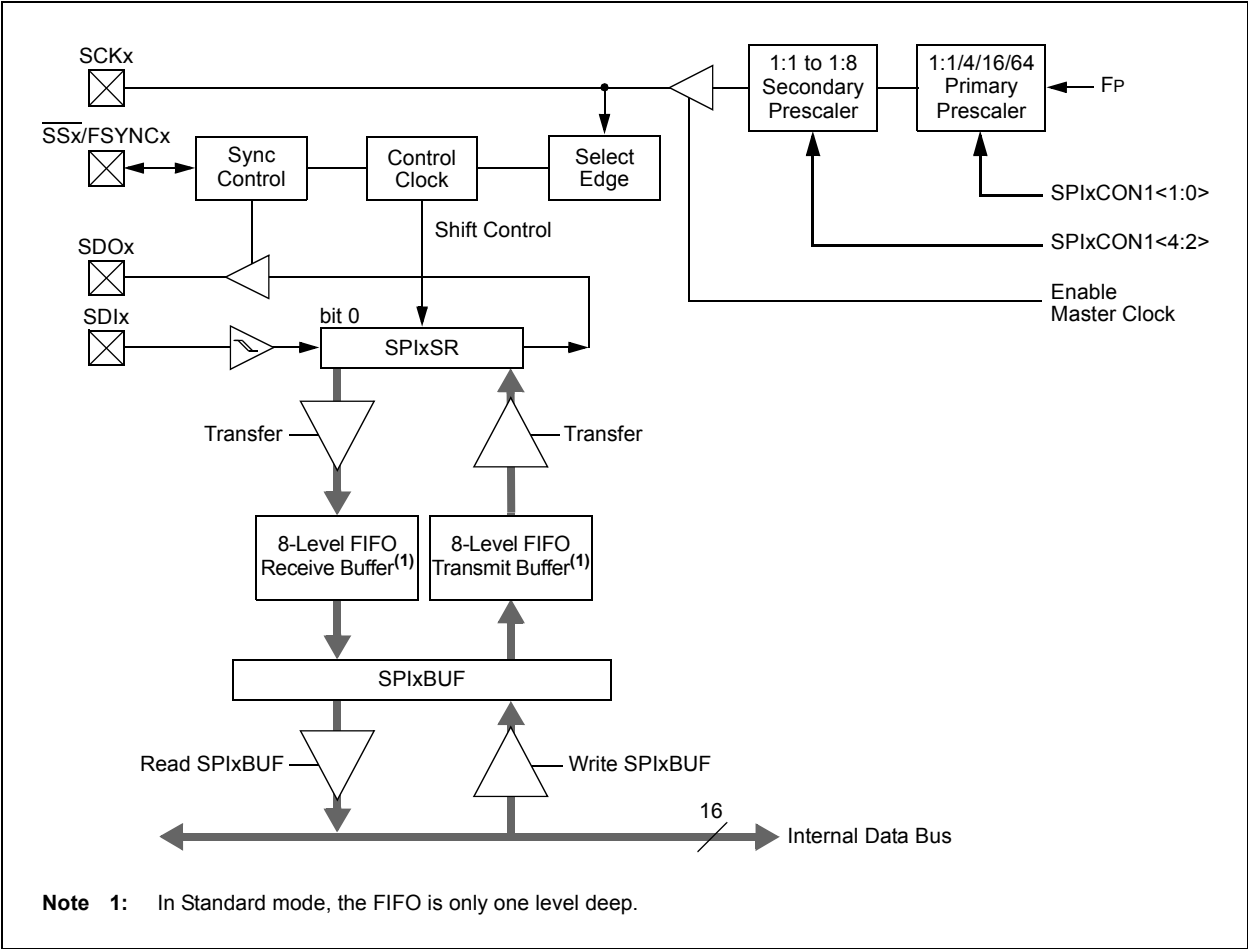 SCKx
1:1 to 1:8
Secondary
Prescaler
1:1/4/16/64
Primary
Prescaler
FP
SSx/FSYNCx
Sync
Control
Control
Clock
Select
Edge
SPIxCON1<1:0>
Shift Control
SPIxCON1<4:2>
SDOx
Enable
Master Clock
SDIx
bit 0
SPIxSR
Transfer
Transfer
8-Level FIFO
Receive Buffer(1)
8-Level FIFO
Transmit Buffer(1)
SPIxBUF
Read SPIxBUF
Write SPIxBUF
16
Internal Data Bus
Note 1: In Standard mode, the FIFO is only one level deep.